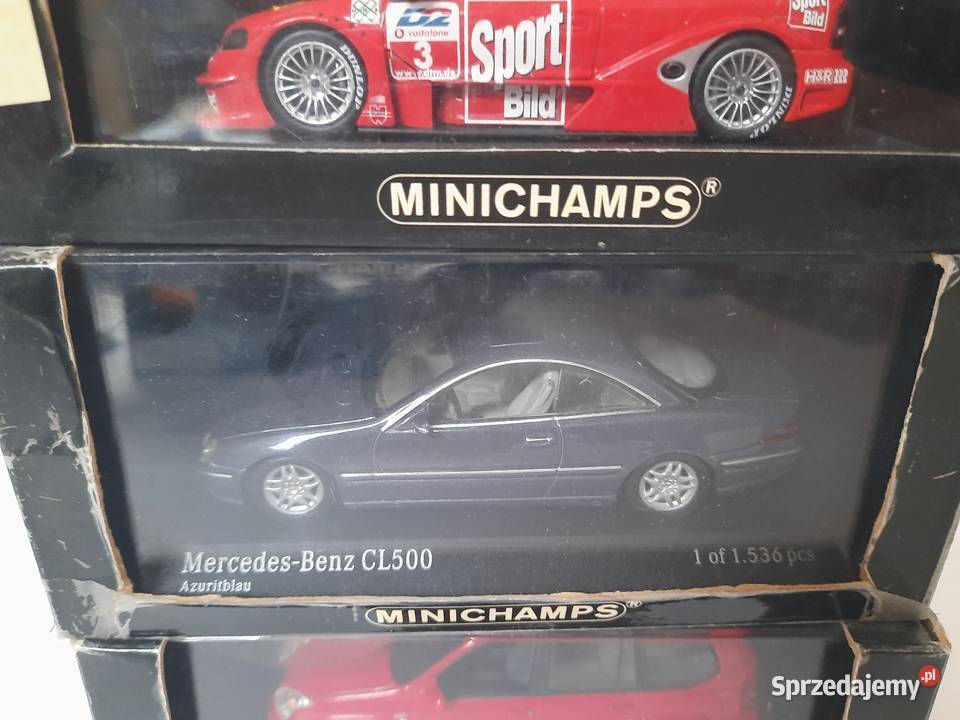 Sport
Bild
D2
vodafone
3
Sport
Bild
DUNLOP
H&R
DUNLOP
MINICHAMPS®
Mercedes-Benz CL500
1 of 1.536 pcs
Azuritblau
MINICHAMPS®
Sprzedajemy.pl